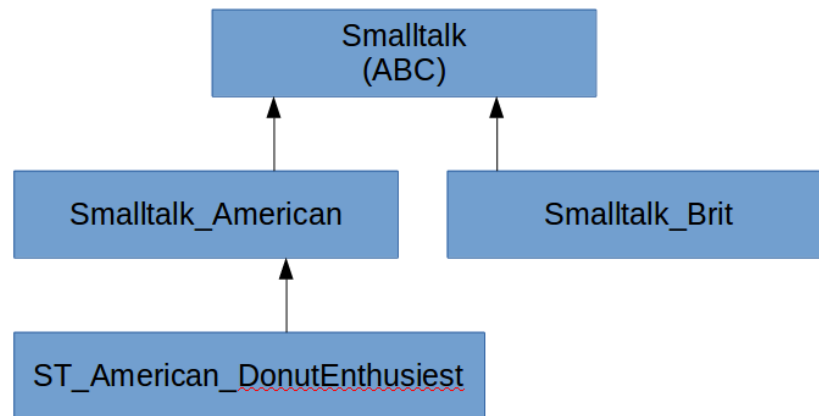 Smalltalk
(ABC)
Smalltalk_American
Smalltalk_Brit
ST_American_DonutEnthusiest